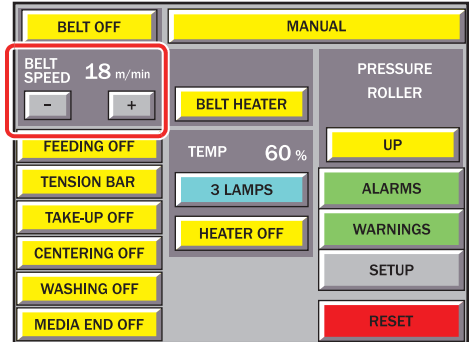 BELT OFF
MANUAL
BELT SPEED 18 m/min
- +
FEEDING OFF
TENSION BAR
TAKE-UP OFF
CENTERING OFF
WASHING OFF
MEDIA END OFF
BELT HEATER
TEMP 60 %
3 LAMPS
HEATER OFF
PRESSURE
ROLLER
UP
ALARMS
WARNINGS
SETUP
RESET